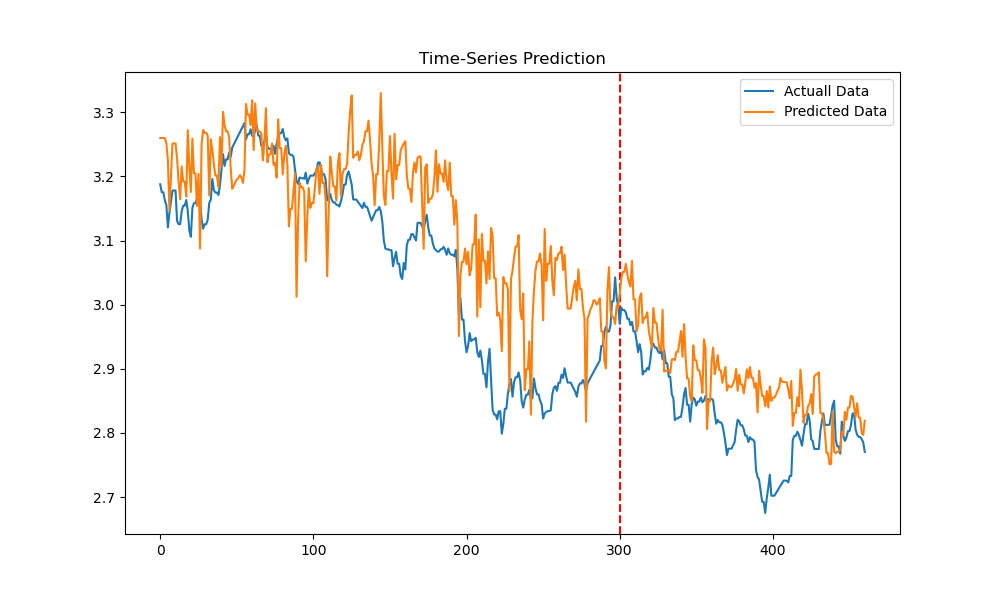 Time-Series Prediction
Actuall Data
Predicted Data
3.3
3.2
3.1
3.0
2.9
2.8
2.7
0 100 200 300 400